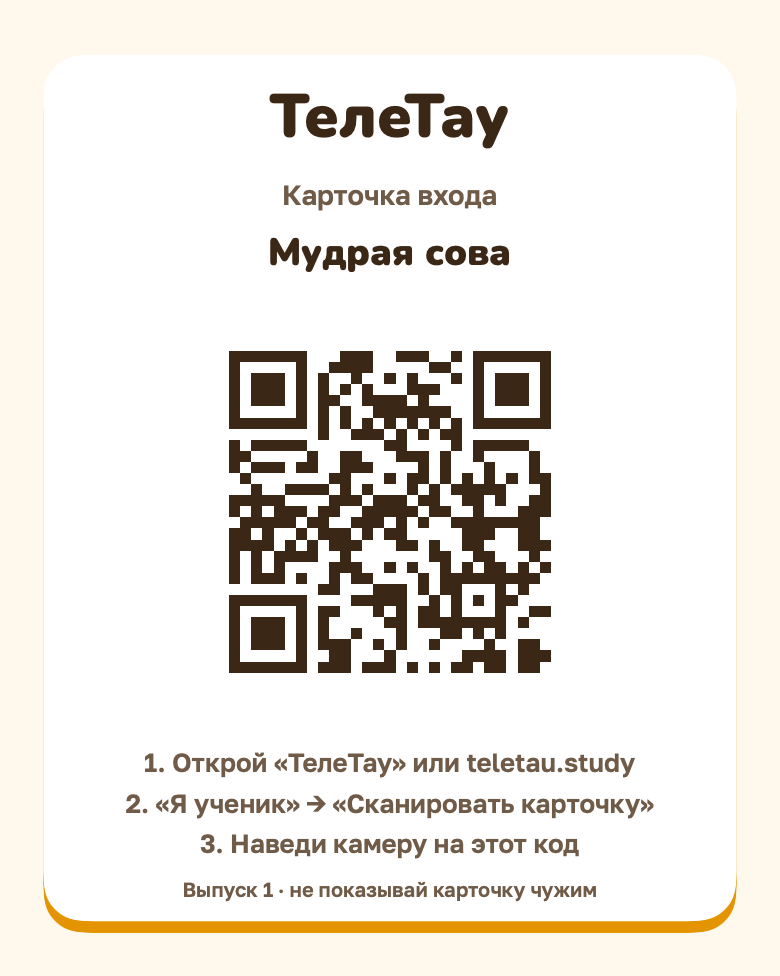 ТелеТау
Карточка входа
Мудрая сова
1. Открой «ТелеТау» или teletau.study
2. «Я ученик» → «Сканировать карточку»
3. Наведи камеру на этот код
Выпуск 1 · не показывай карточку чужим